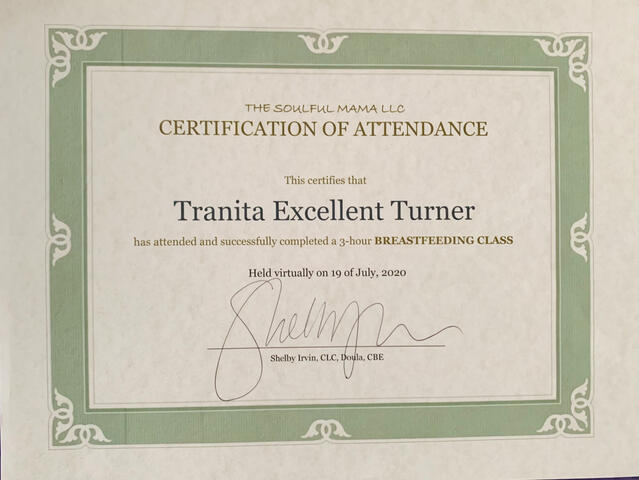 THE SOULFUL MAMA LLC
CERTIFICATION OF ATTENDANCE
This certifies that
Tranita Excellent Turner
has attended and successfully completed a 3-hour BREASTFEEDING CLASS
Held virtually on 19 of July, 2020
Shelby Irvin, CLC, Doula, CBE